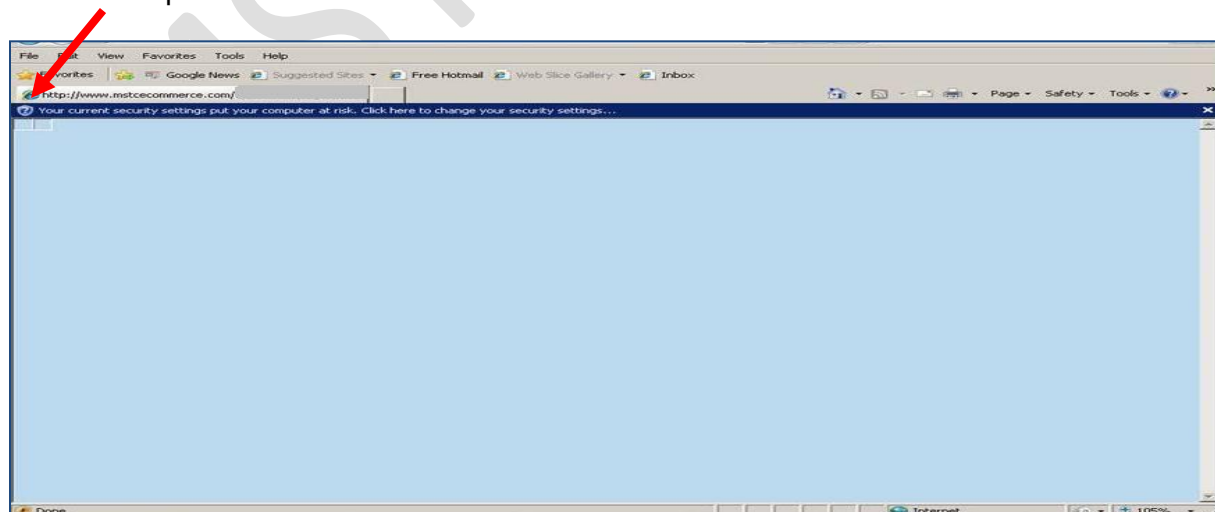 File Edit View Favorites Tools Help
Favorites Google News Suggested Sites Free Hotmail Web Slice Gallery Inbox
http://www.mstcecommerce.com/
Page Safety Tools
Your current security settings put your computer at risk. Click here to change your security settings...
Done Internet 105%